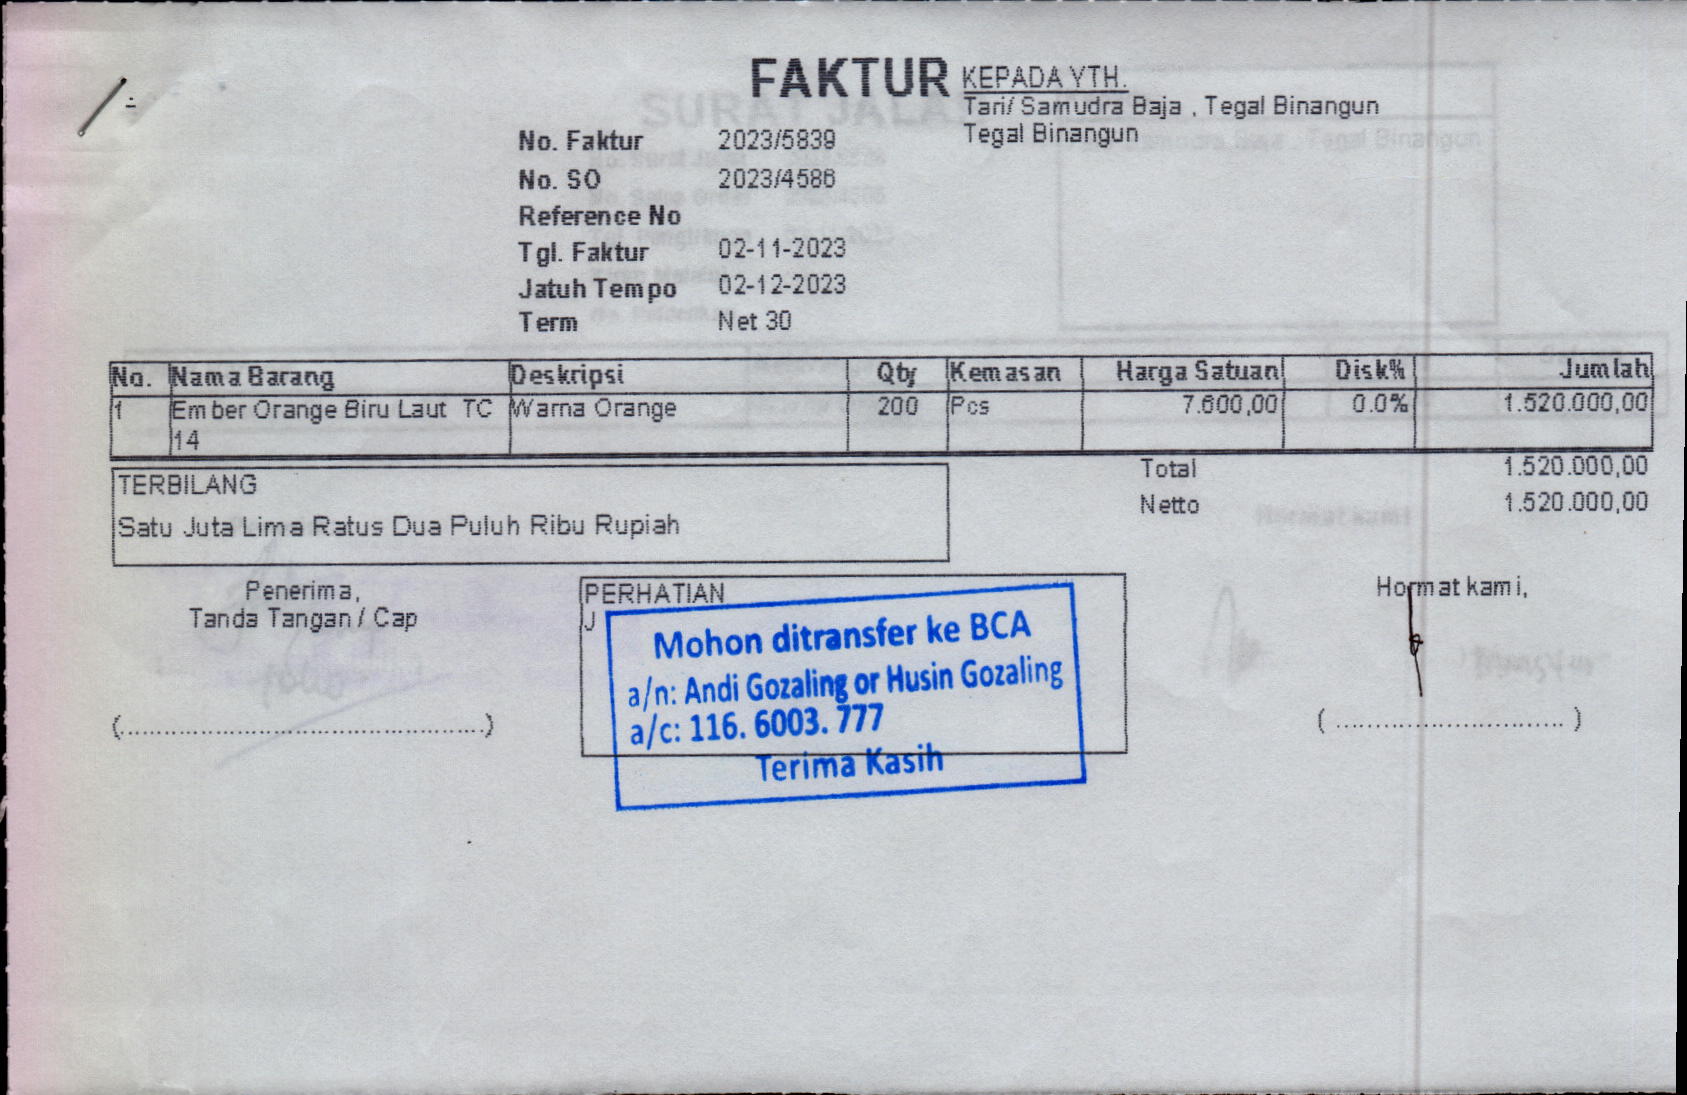 FAKTUR
KEPADA YTH.
Tari/ Samudra Baja , Tegal Binangun
Tegal Binangun
No. Faktur 2023/5839
No. SO 2023/4586
Reference No
Tgl. Faktur 02-11-2023
Jatuh Tempo 02-12-2023
Term Net 30
No. Nama Barang Deskripsi Qty Kemasan Harga Satuan Disk% Jumlah
1 Ember Orange Biru Laut TC Warna Orange 200 Pcs 7.600,00 0.0% 1.520.000,00
14
Total 1.520.000,00
Netto 1.520.000,00
TERBILANG
Satu Juta Lima Ratus Dua Puluh Ribu Rupiah
Penerima,
Tanda Tangan / Cap
(................................................)
PERHATIAN
J
Mohon ditransfer ke BCA
a/n: Andi Gozaling or Husin Gozaling
a/c: 116. 6003. 777
Terima Kasih
Hormat kami,
( .............................. )